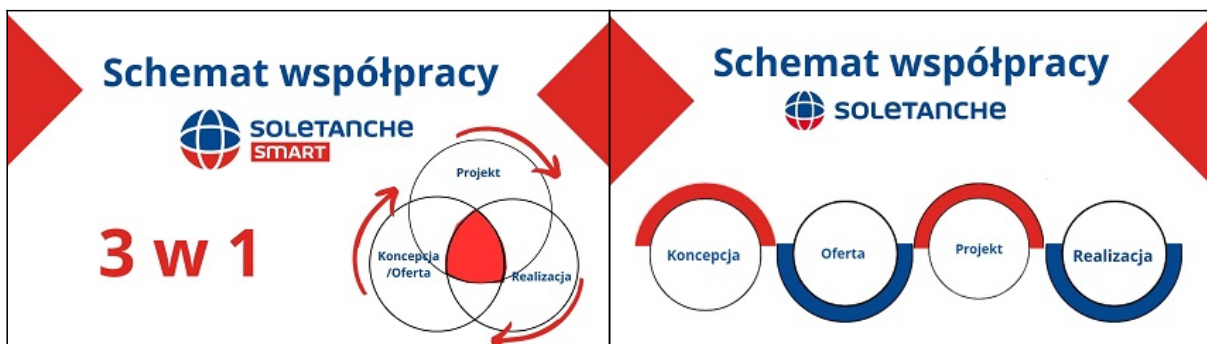 Schemat współpracy
SOLETANCHE
SMART
3 w 1
Projekt
Koncepcja
/Oferta
Realizacja
Schemat współpracy
SOLETANCHE
Koncepcja
Oferta
Projekt
Realizacja